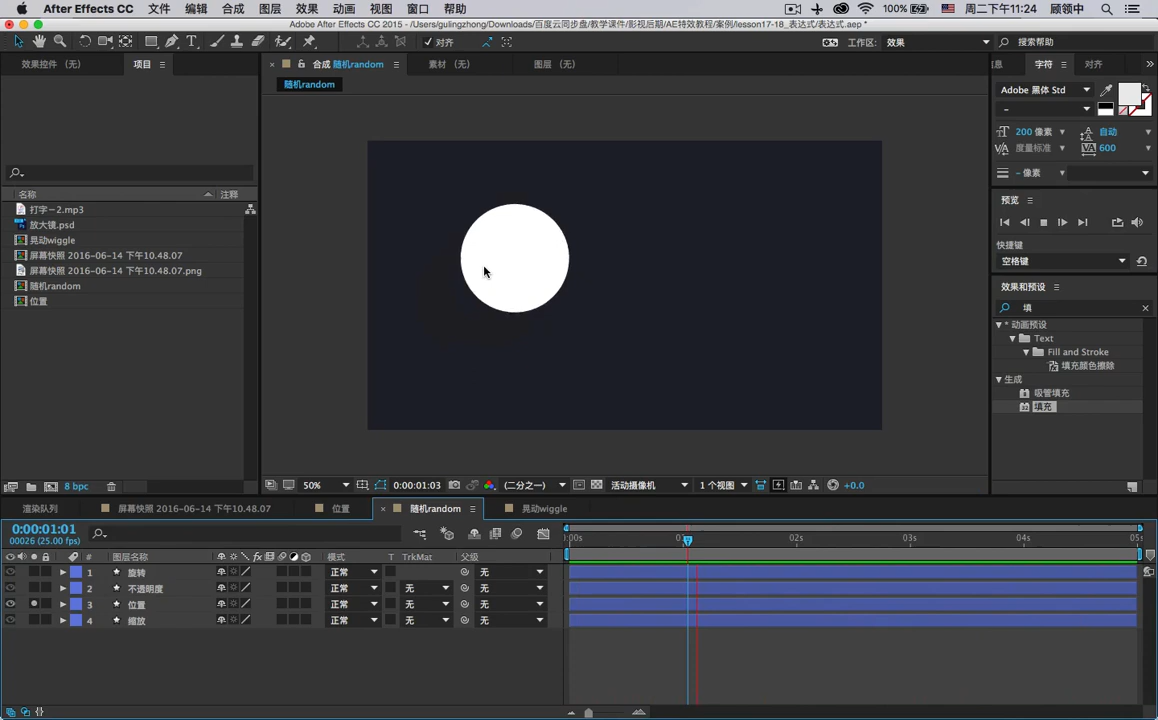 After Effects CC 文件 编辑 合成 图层 效果 动画 视图 窗口 帮助 100% 周二下午11:24 顾领中
Adobe After Effects CC 2015 - /Users/gulingzhong/Downloads/百度云同步盘/教学课件/影视后期/AE特效教程/案例/lesson17-18_表达式/表达式.aep *
对齐 工作区: 效果 搜索帮助
效果控件 (无) 项目 × 合成 随机random 素材 (无) 图层 (无) 息 字符 对齐
随机random
Adobe 黑体 Std
-
200 像素 自动
度量标准 600
- 像素
名称 注释
打字-2.mp3
放大镜.psd
晃动wiggle
屏幕快照 2016-06-14 下午10.48.07
屏幕快照 2016-06-14 下午10.48.07.png
随机random
位置
预览
快捷键
空格键
效果和预设
填
* 动画预设
Text
Fill and Stroke
填充颜色擦除
生成
吸管填充
填充
8 bpc 50% 0:00:01:03 (二分之一) 活动摄像机 1 个视图 +0.0
渲染队列 屏幕快照 2016-06-14 下午10.48.07 位置 × 随机random 晃动wiggle
0:00:01:01
00026 (25.00 fps)
:00s 01s 02s 03s 04s 05s
# 图层名称 模式 T TrkMat 父级
1 旋转 正常 无
2 不透明度 正常 无 无
3 位置 正常 无 无
4 缩放 正常 无 无